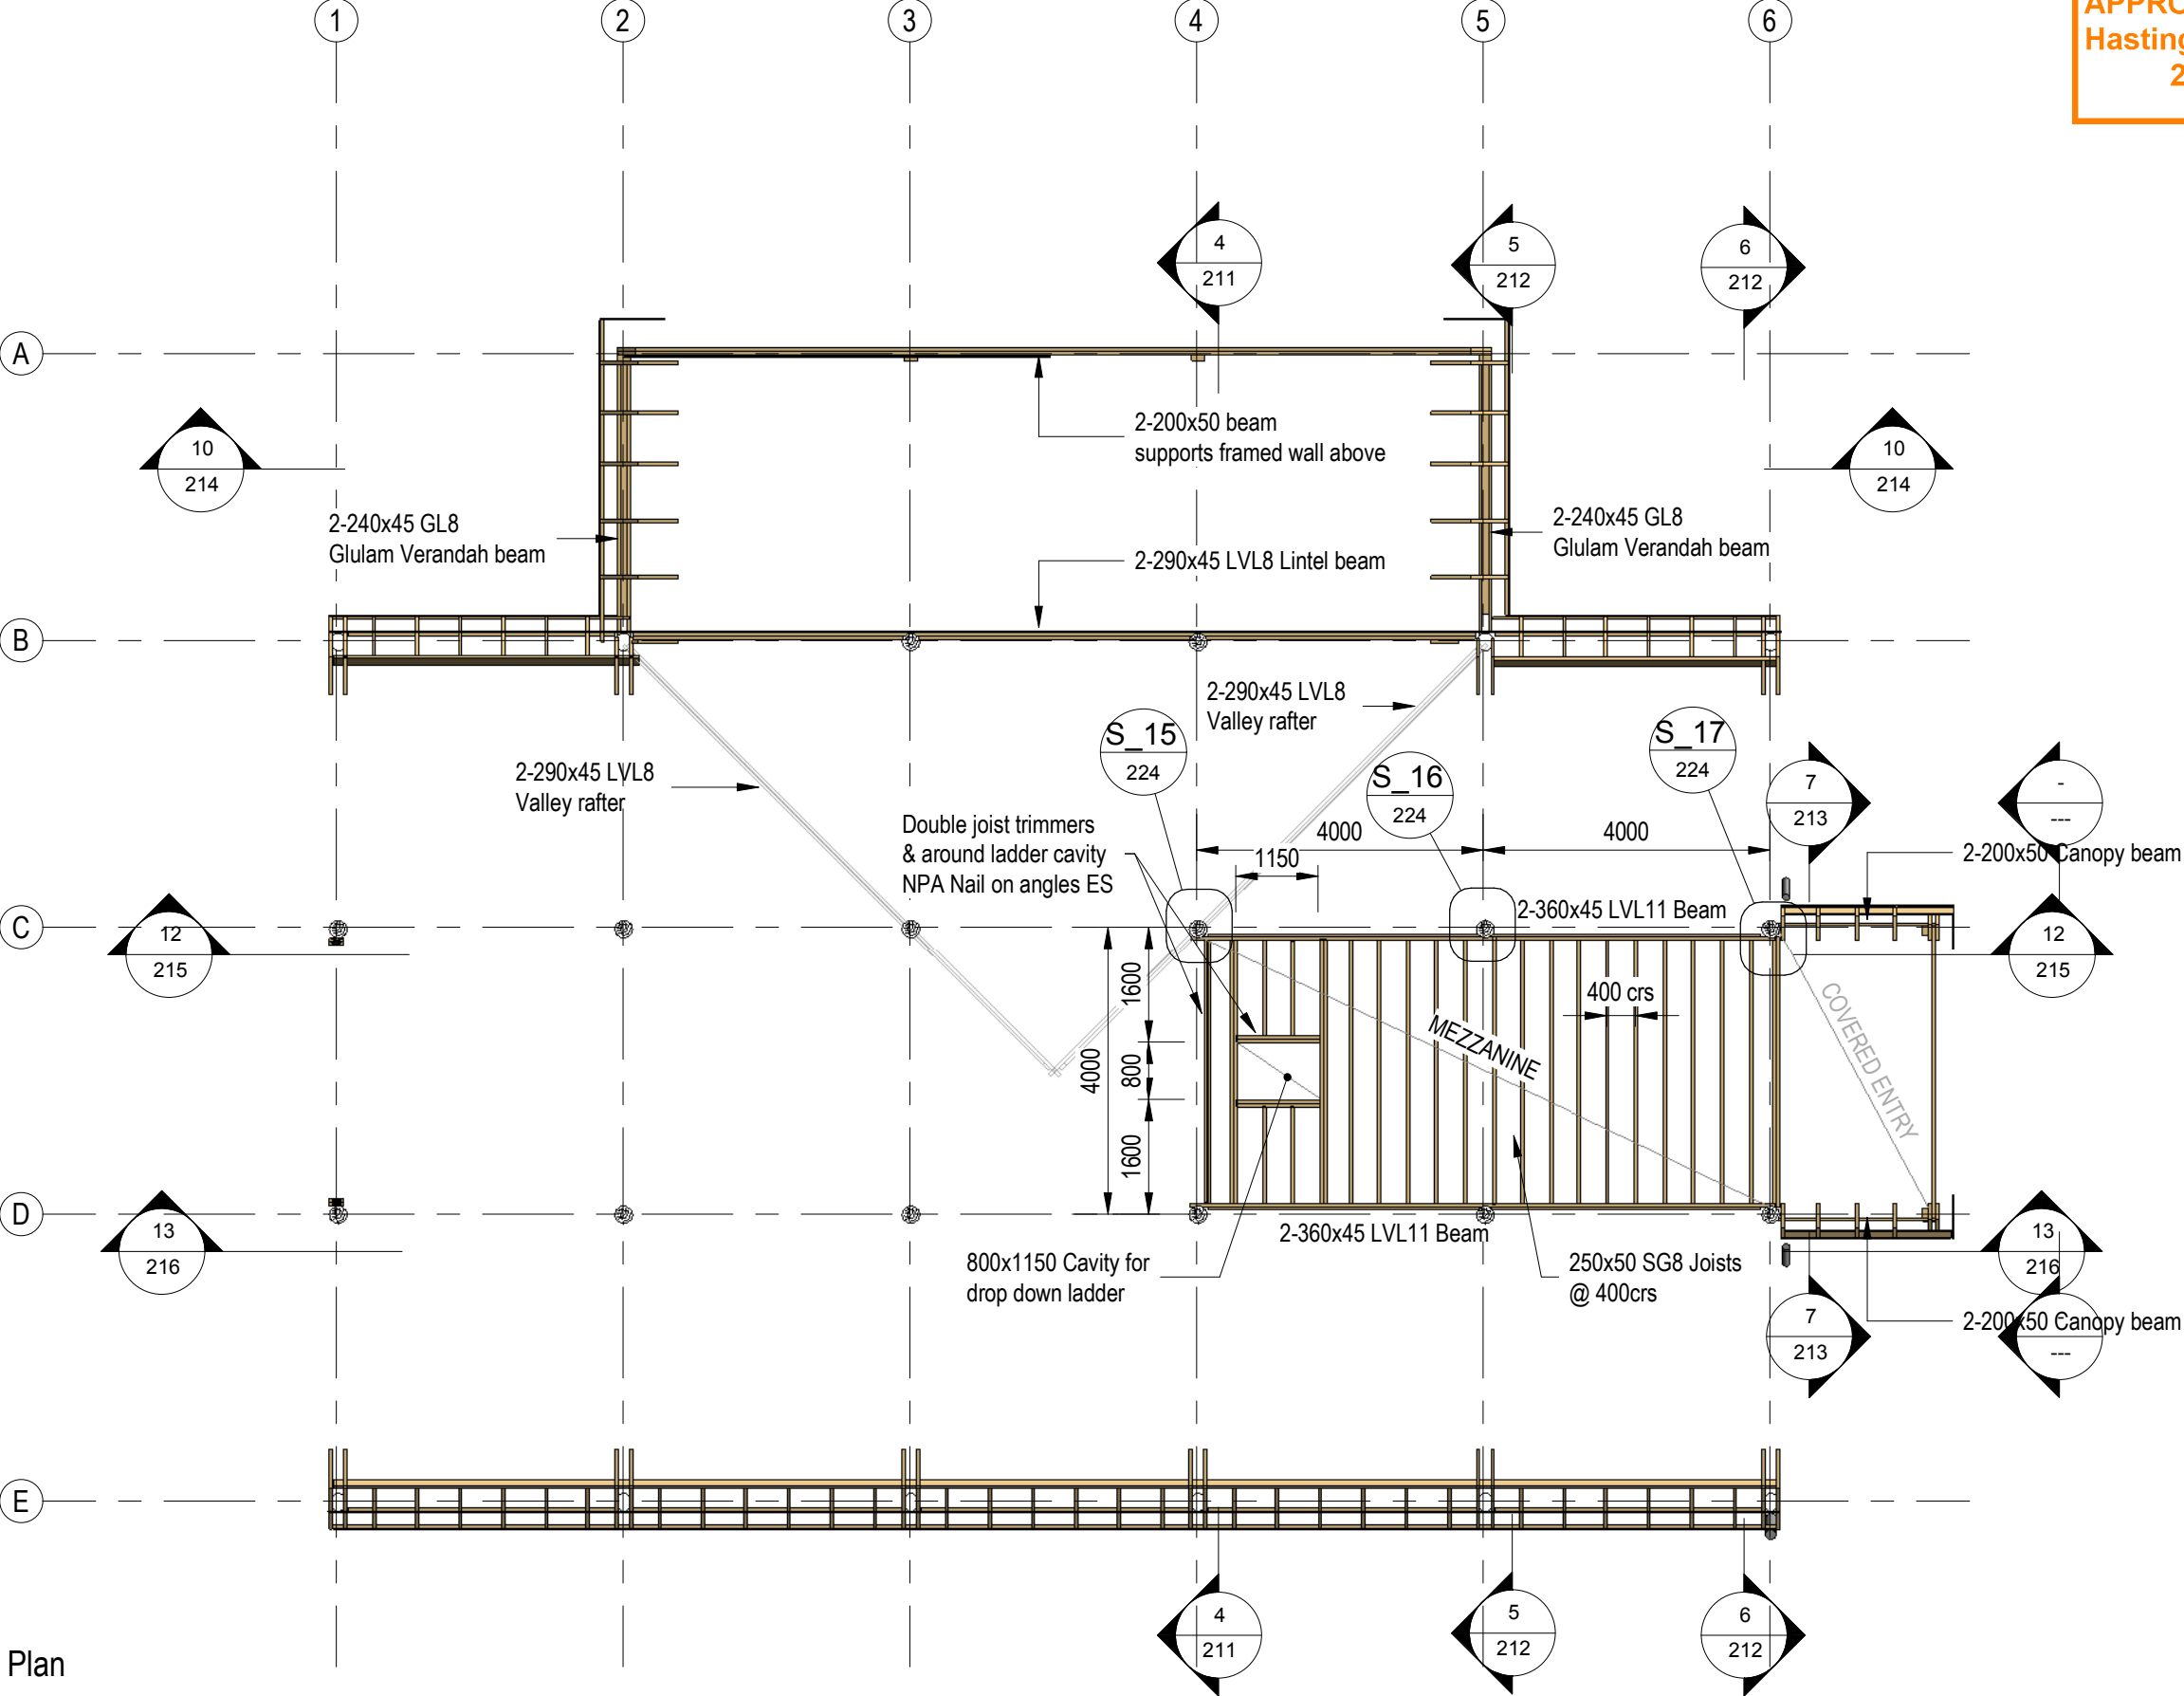 1
2
3
4
5
6
APPRO
Hasting
2
4
211
5
212
6
212
A
2-200x50 beam
supports framed wall above
10
214
10
214
2-240x45 GL8
Glulam Verandah beam
2-240x45 GL8
Glulam Verandah beam
2-290x45 LVL8 Lintel beam
B
2-290x45 LVL8
Valley rafter
S_15
224
S_16
224
S_17
224
2-290x45 LVL8
Valley rafter
7
213
-
---
Double joist trimmers
& around ladder cavity
NPA Nail on angles ES
4000
4000
1150
2-200x50 Canopy beam
C
2-360x45 LVL11 Beam
12
215
12
215
1600
400 crs
MEZZANINE
COVERED ENTRY
4000
800
1600
D
2-360x45 LVL11 Beam
13
216
13
216
800x1150 Cavity for
drop down ladder
250x50 SG8 Joists
@ 400crs
7
213
2-200x50 Canopy beam
-
---
E
4
211
5
212
6
212
Plan